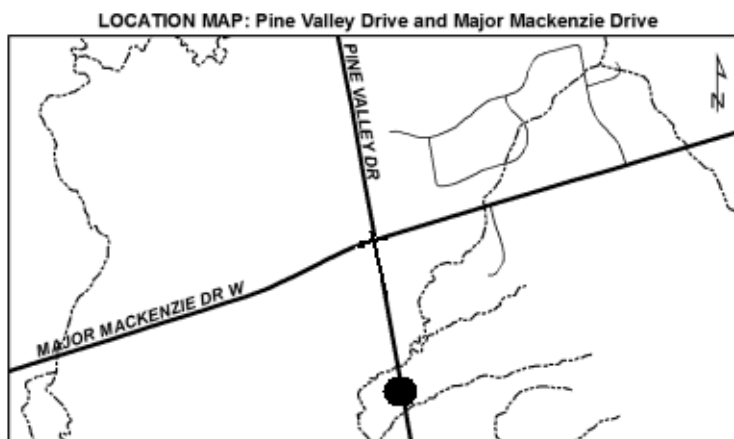 LOCATION MAP: Pine Valley Drive and Major Mackenzie Drive
PINE VALLEY DR
N
MAJOR MACKENZIE DR W